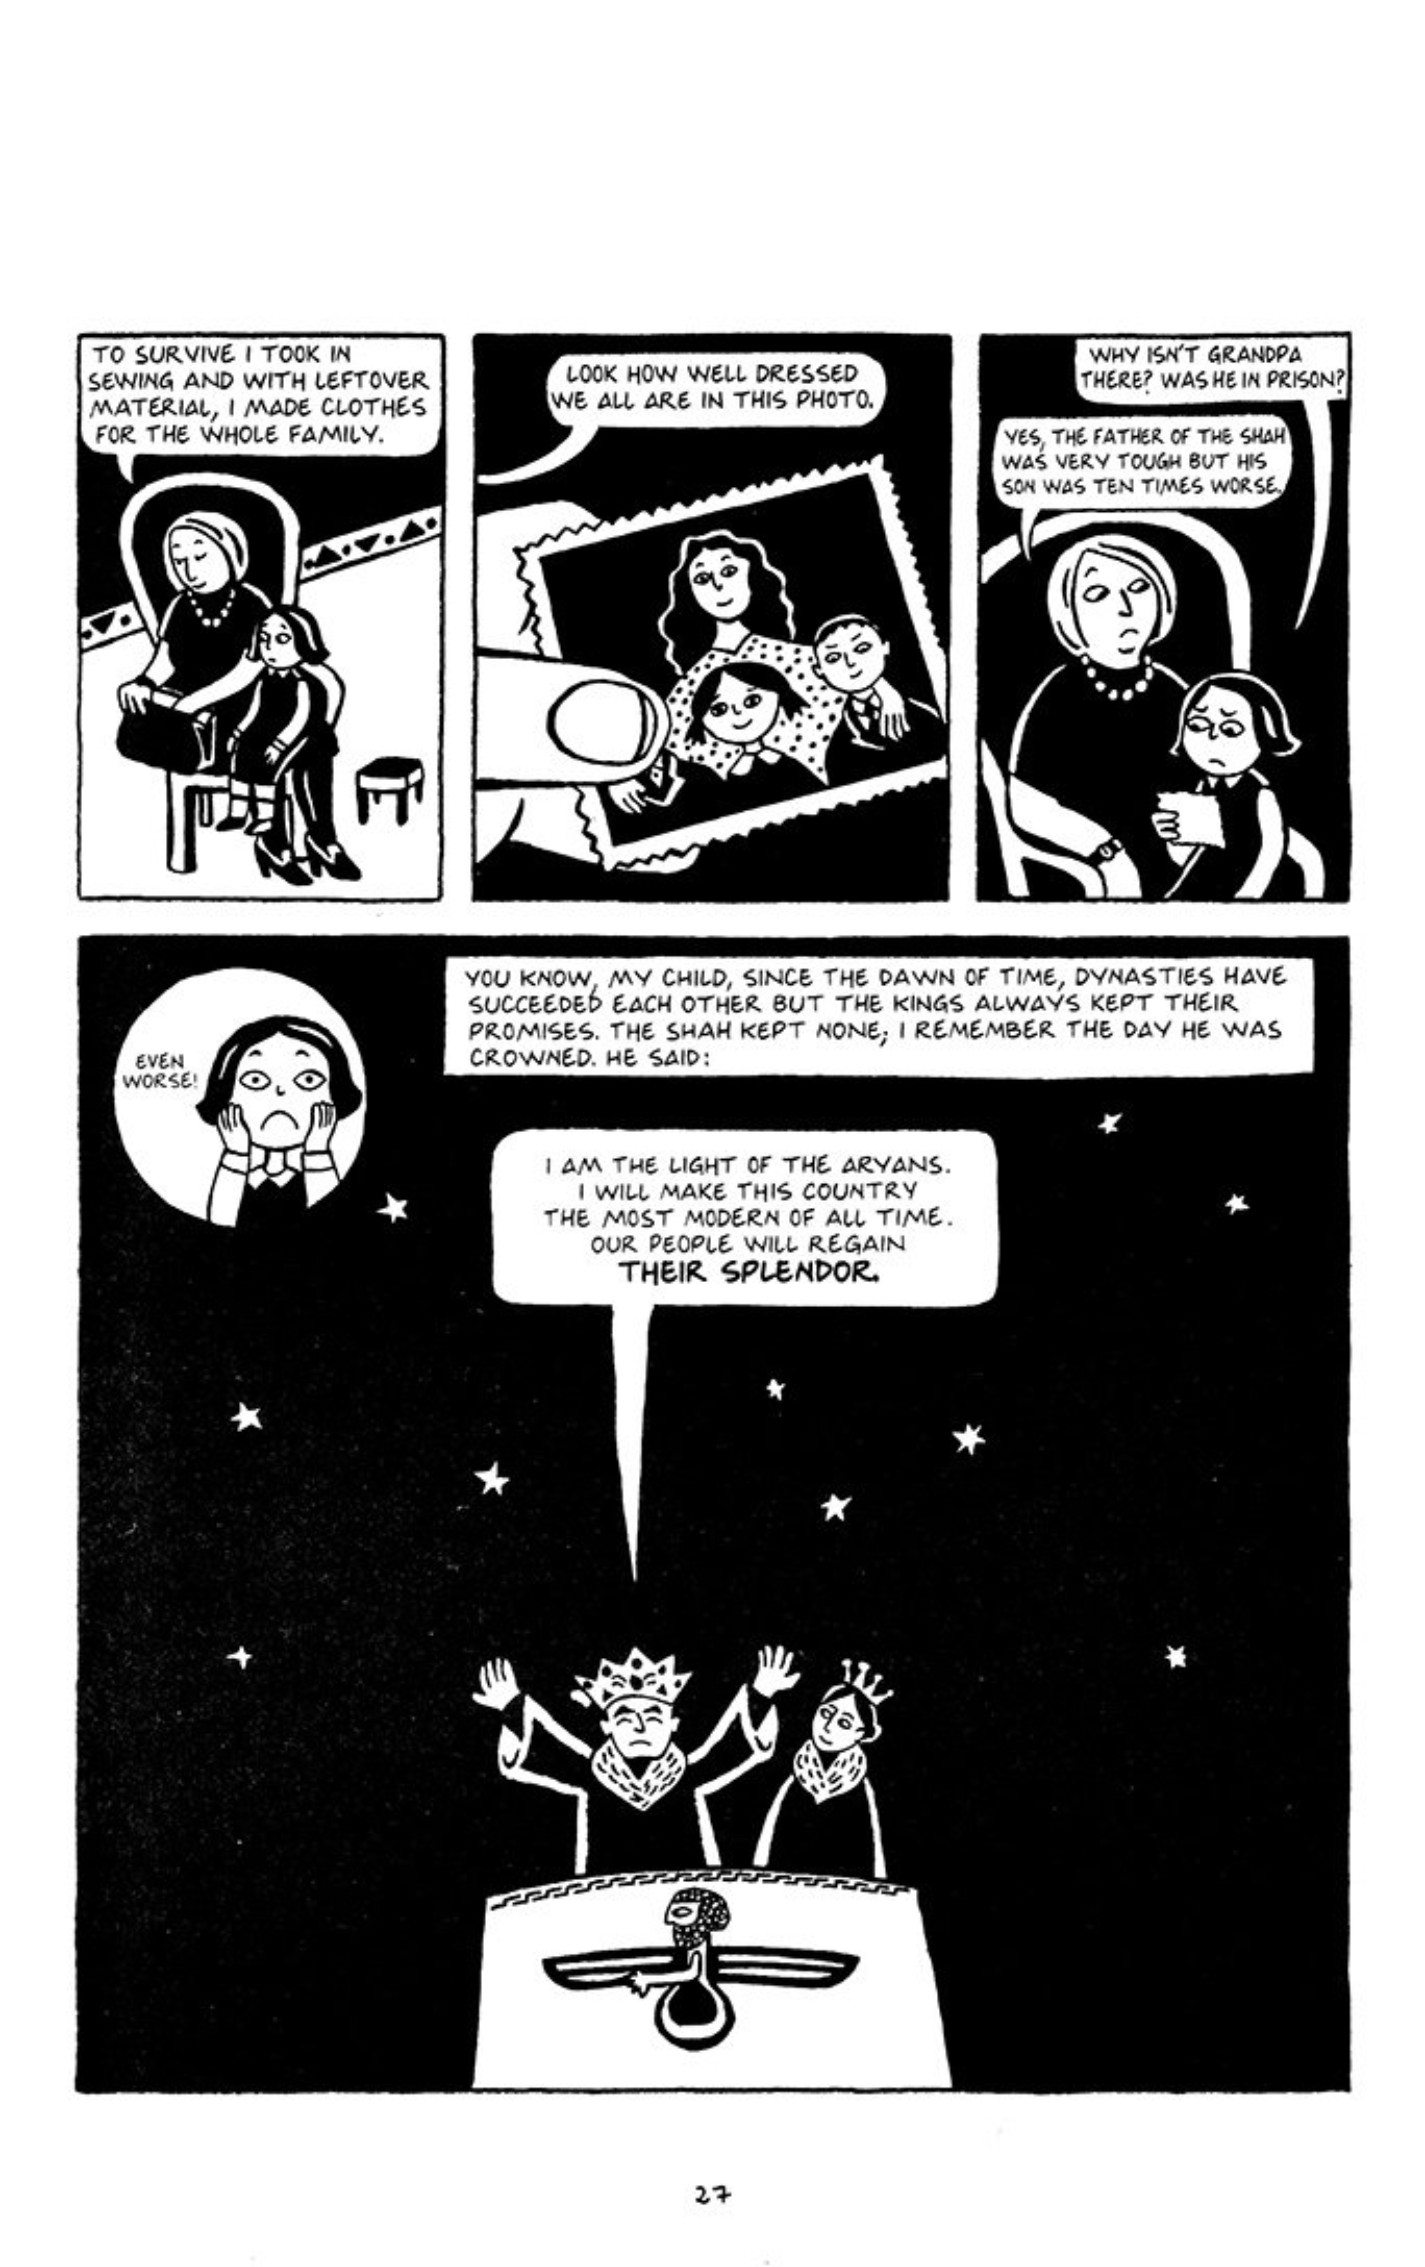 TO SURVIVE I TOOK IN
SEWING AND WITH LEFTOVER
MATERIAL, I MADE CLOTHES
FOR THE WHOLE FAMILY.
LOOK HOW WELL DRESSED
WE ALL ARE IN THIS PHOTO.
WHY ISN'T GRANDPA
THERE? WAS HE IN PRISON?
YES, THE FATHER OF THE SHAH
WAS VERY TOUGH BUT HIS
SON WAS TEN TIMES WORSE.
EVEN
WORSE!
YOU KNOW, MY CHILD, SINCE THE DAWN OF TIME, DYNASTIES HAVE
SUCCEEDED EACH OTHER BUT THE KINGS ALWAYS KEPT THEIR
PROMISES. THE SHAH KEPT NONE; I REMEMBER THE DAY HE WAS
CROWNED. HE SAID:
I AM THE LIGHT OF THE ARYANS.
I WILL MAKE THIS COUNTRY
THE MOST MODERN OF ALL TIME.
OUR PEOPLE WILL REGAIN
THEIR SPLENDOR.
27